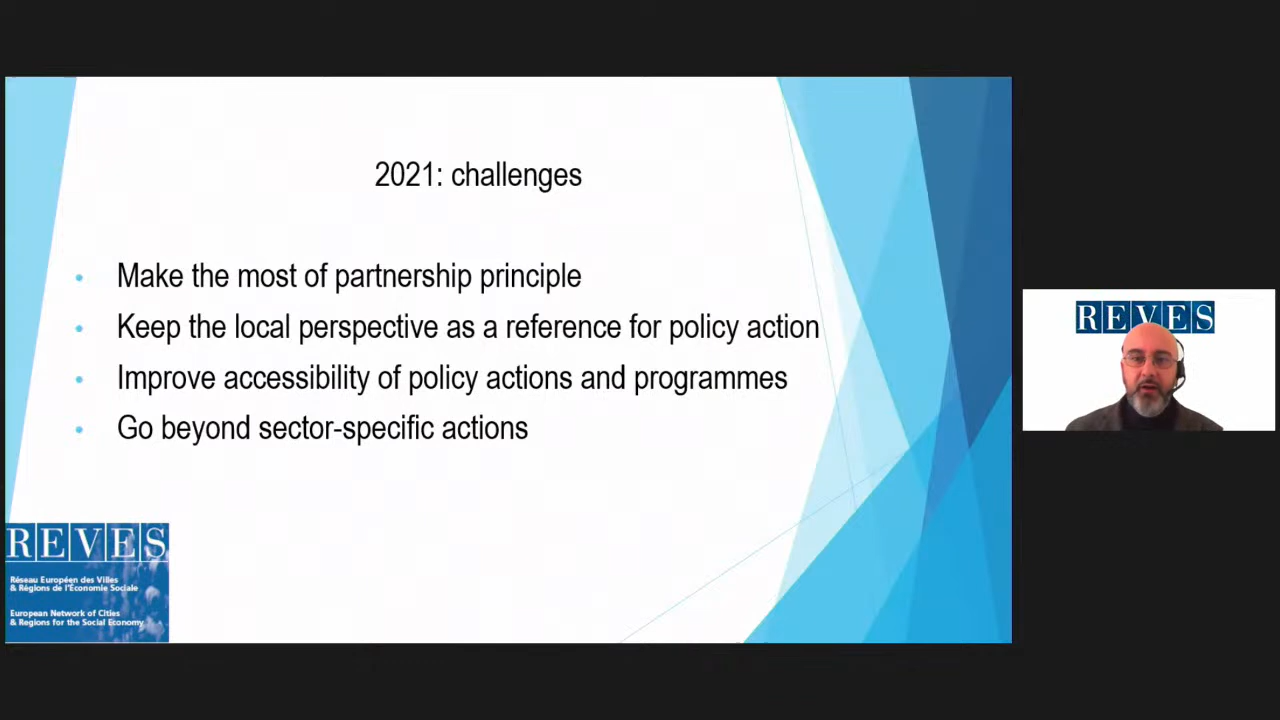 2021: challenges
Make the most of partnership principle
Keep the local perspective as a reference for policy action
Improve accessibility of policy actions and programmes
Go beyond sector-specific actions
REVES
Réseau Européen des Villes
& Régions de l'Économie Sociale
European Network of Cities
& Regions for the Social Economy
REVES